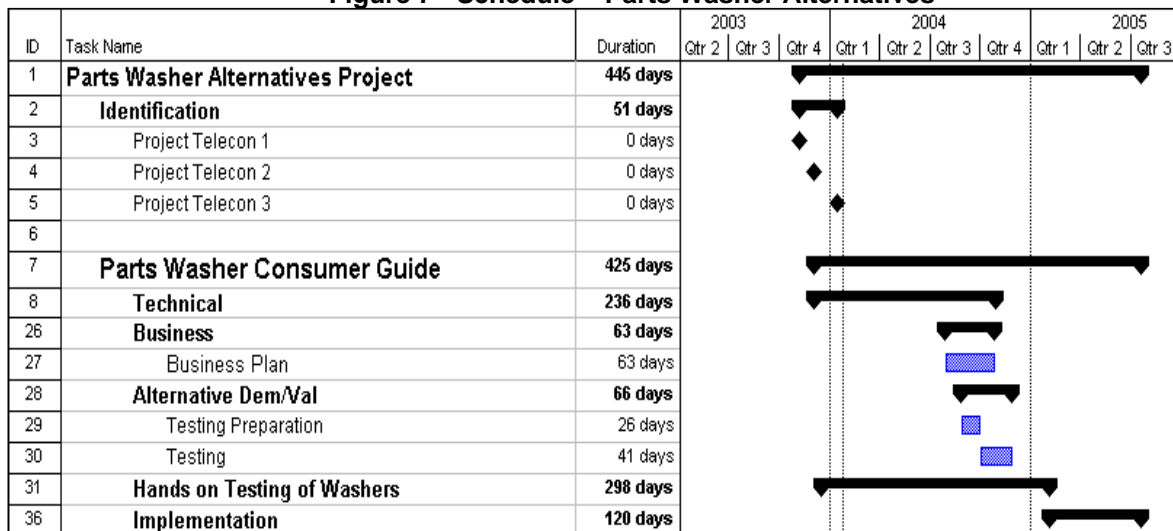 Figure 7 – Schedule – Parts Washer Alternatives
2003 2004 2005
ID Task Name Duration Qtr 2 Qtr 3 Qtr 4 Qtr 1 Qtr 2 Qtr 3 Qtr 4 Qtr 1 Qtr 2 Qtr 3
1 Parts Washer Alternatives Project 445 days
2 Identification 51 days
3 Project Telecon 1 0 days
4 Project Telecon 2 0 days
5 Project Telecon 3 0 days
6
7 Parts Washer Consumer Guide 425 days
8 Technical 236 days
26 Business 63 days
27 Business Plan 63 days
28 Alternative Dem/Val 66 days
29 Testing Preparation 26 days
30 Testing 41 days
31 Hands on Testing of Washers 298 days
36 Implementation 120 days